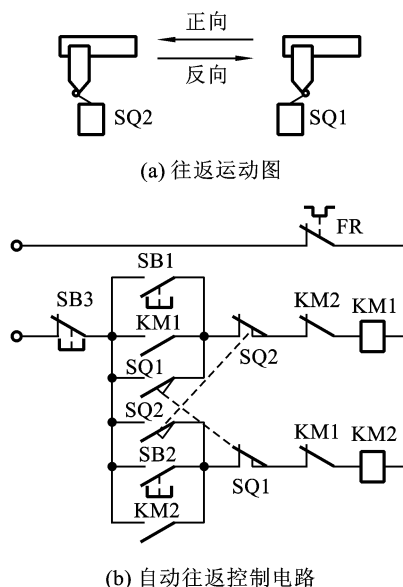 正向
反向
SQ2 SQ1
(a) 往返运动图
FR
SB1
SB3 KM1 KM2 KM1
SQ1 SQ2
SQ2
SB2 KM1 KM2
SQ1
KM2
(b) 自动往返控制电路